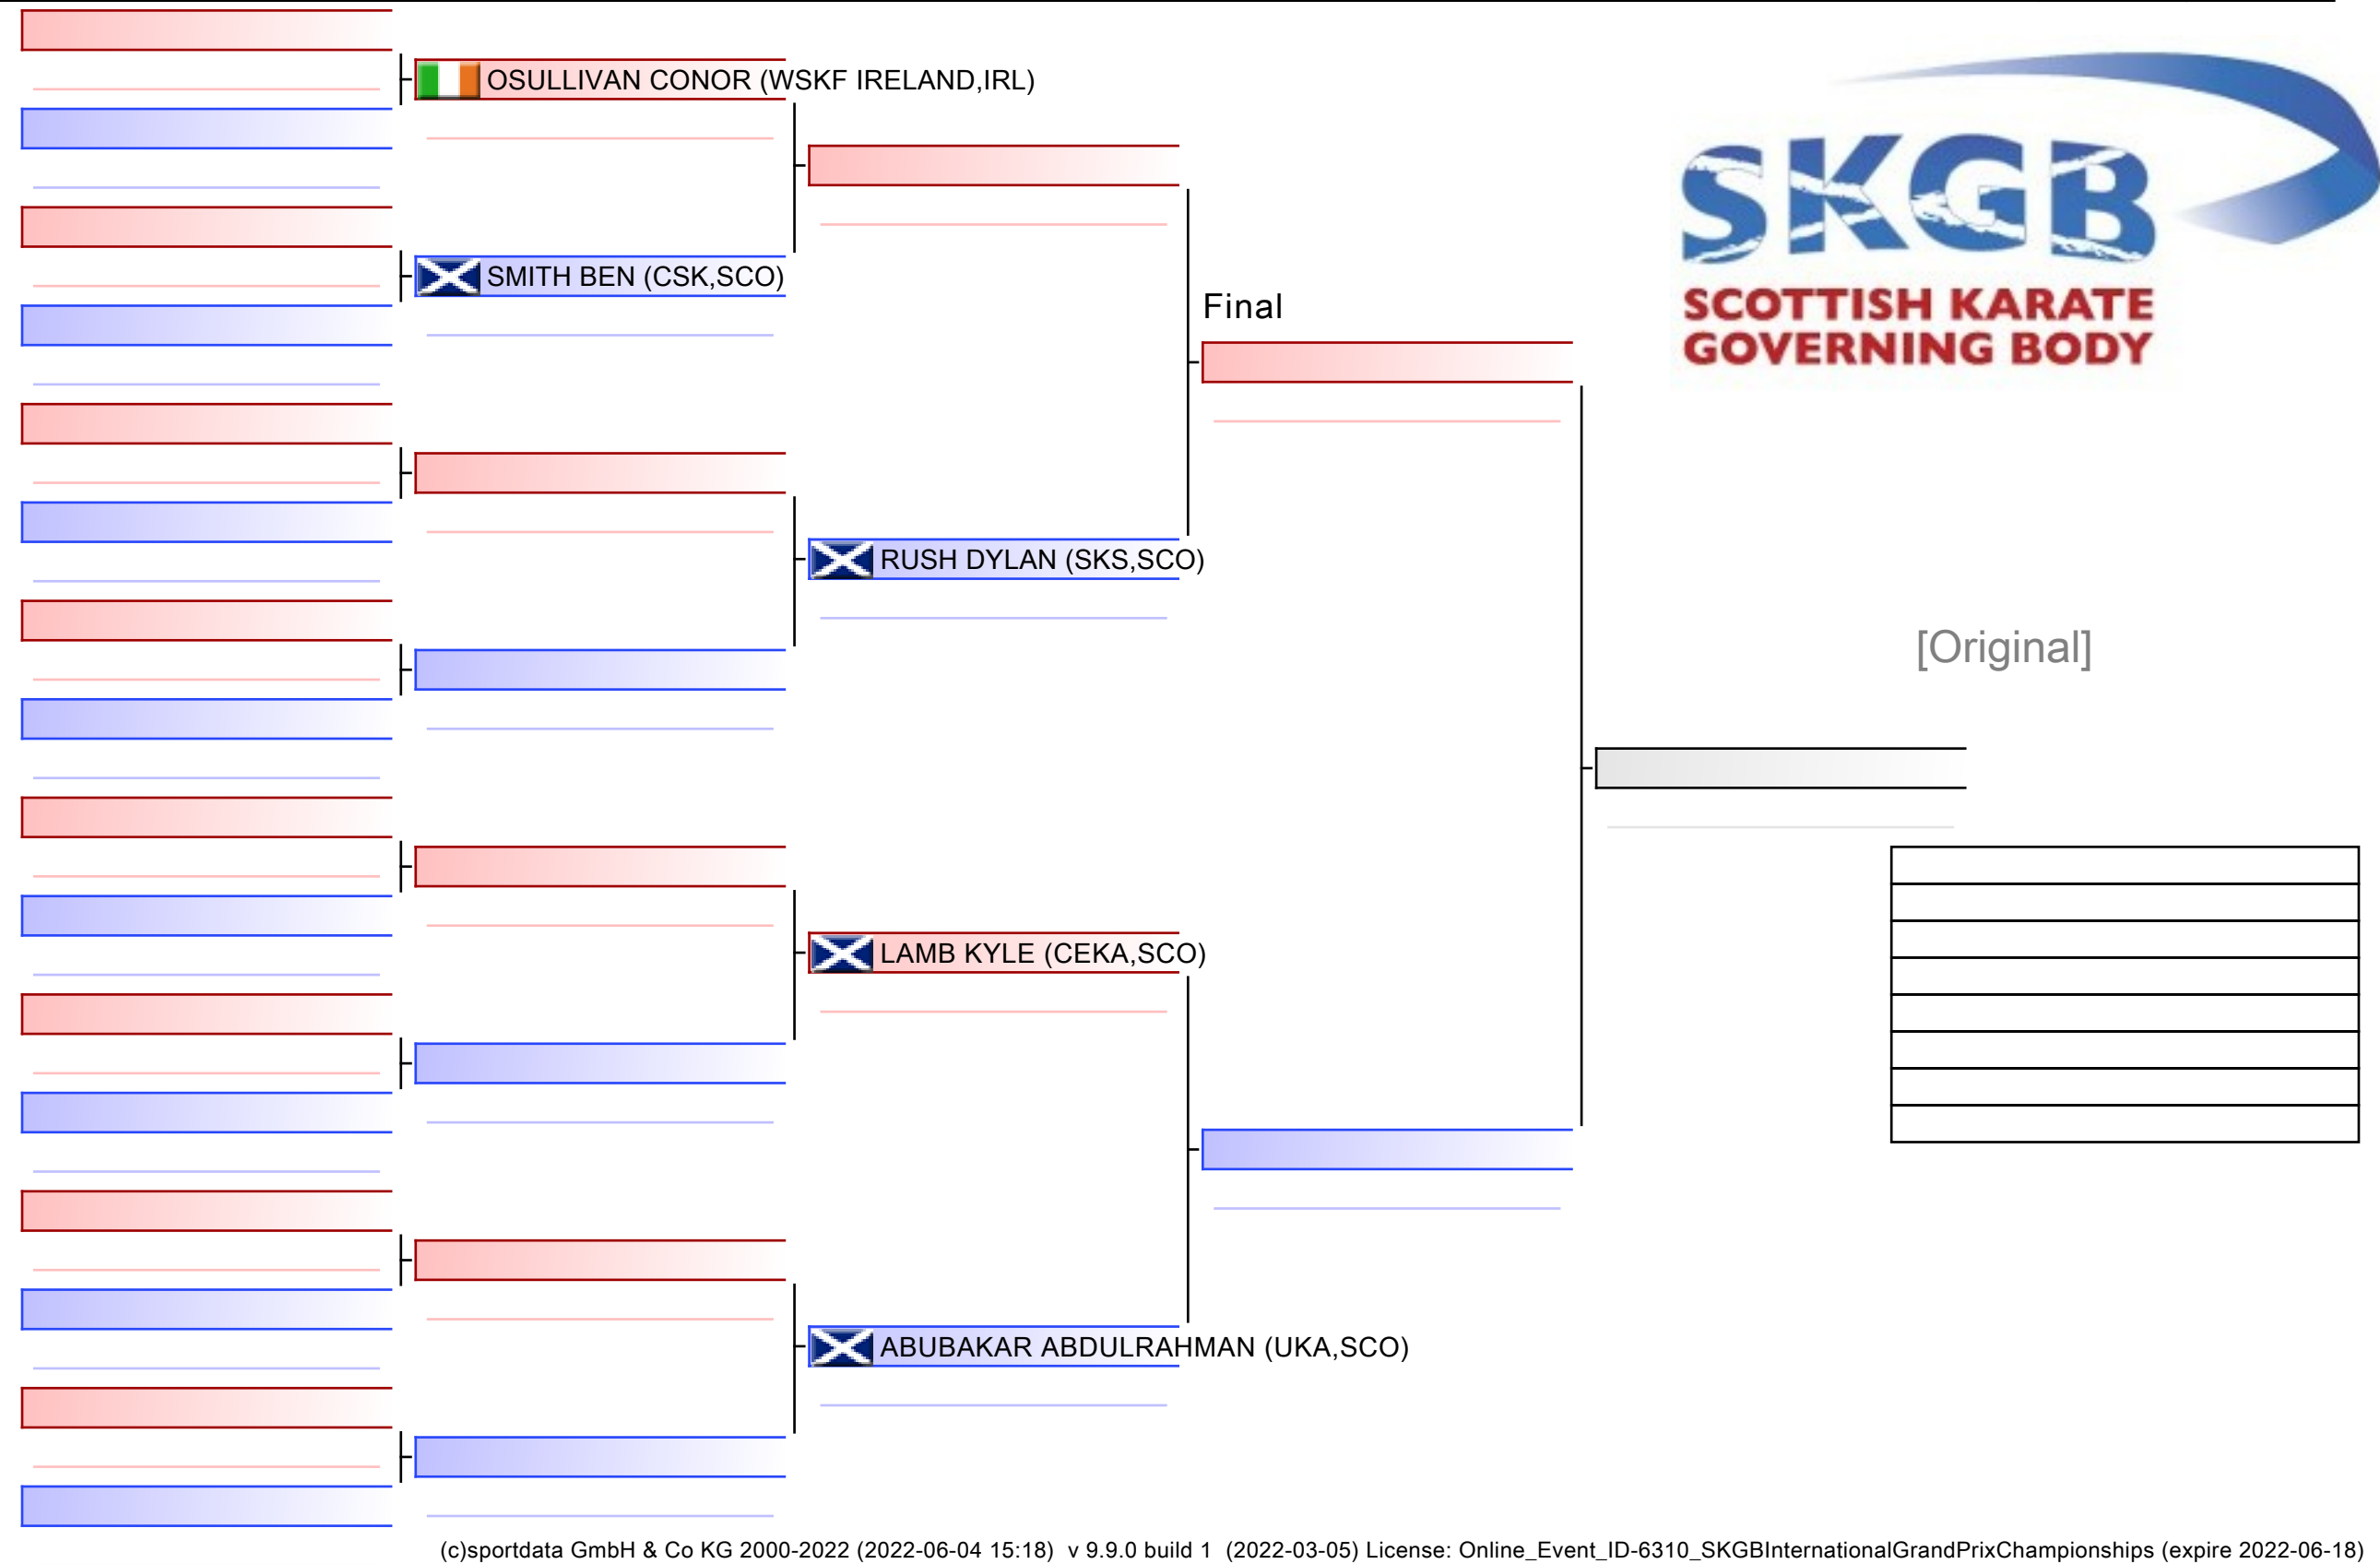 OSULLIVAN CONOR (WSKF IRELAND,IRL)
SMITH BEN (CSK,SCO)
SKGB
SCOTTISH KARATE
GOVERNING BODY
Final
RUSH DYLAN (SKS,SCO)
[Original]
LAMB KYLE (CEKA,SCO)
ABUBAKAR ABDULRAHMAN (UKA,SCO)
(c)sportdata GmbH & Co KG 2000-2022 (2022-06-04 15:18) v 9.9.0 build 1 (2022-03-05) License: Online_Event_ID-6310_SKGBInternationalGrandPrixChampionships (expire 2022-06-18)